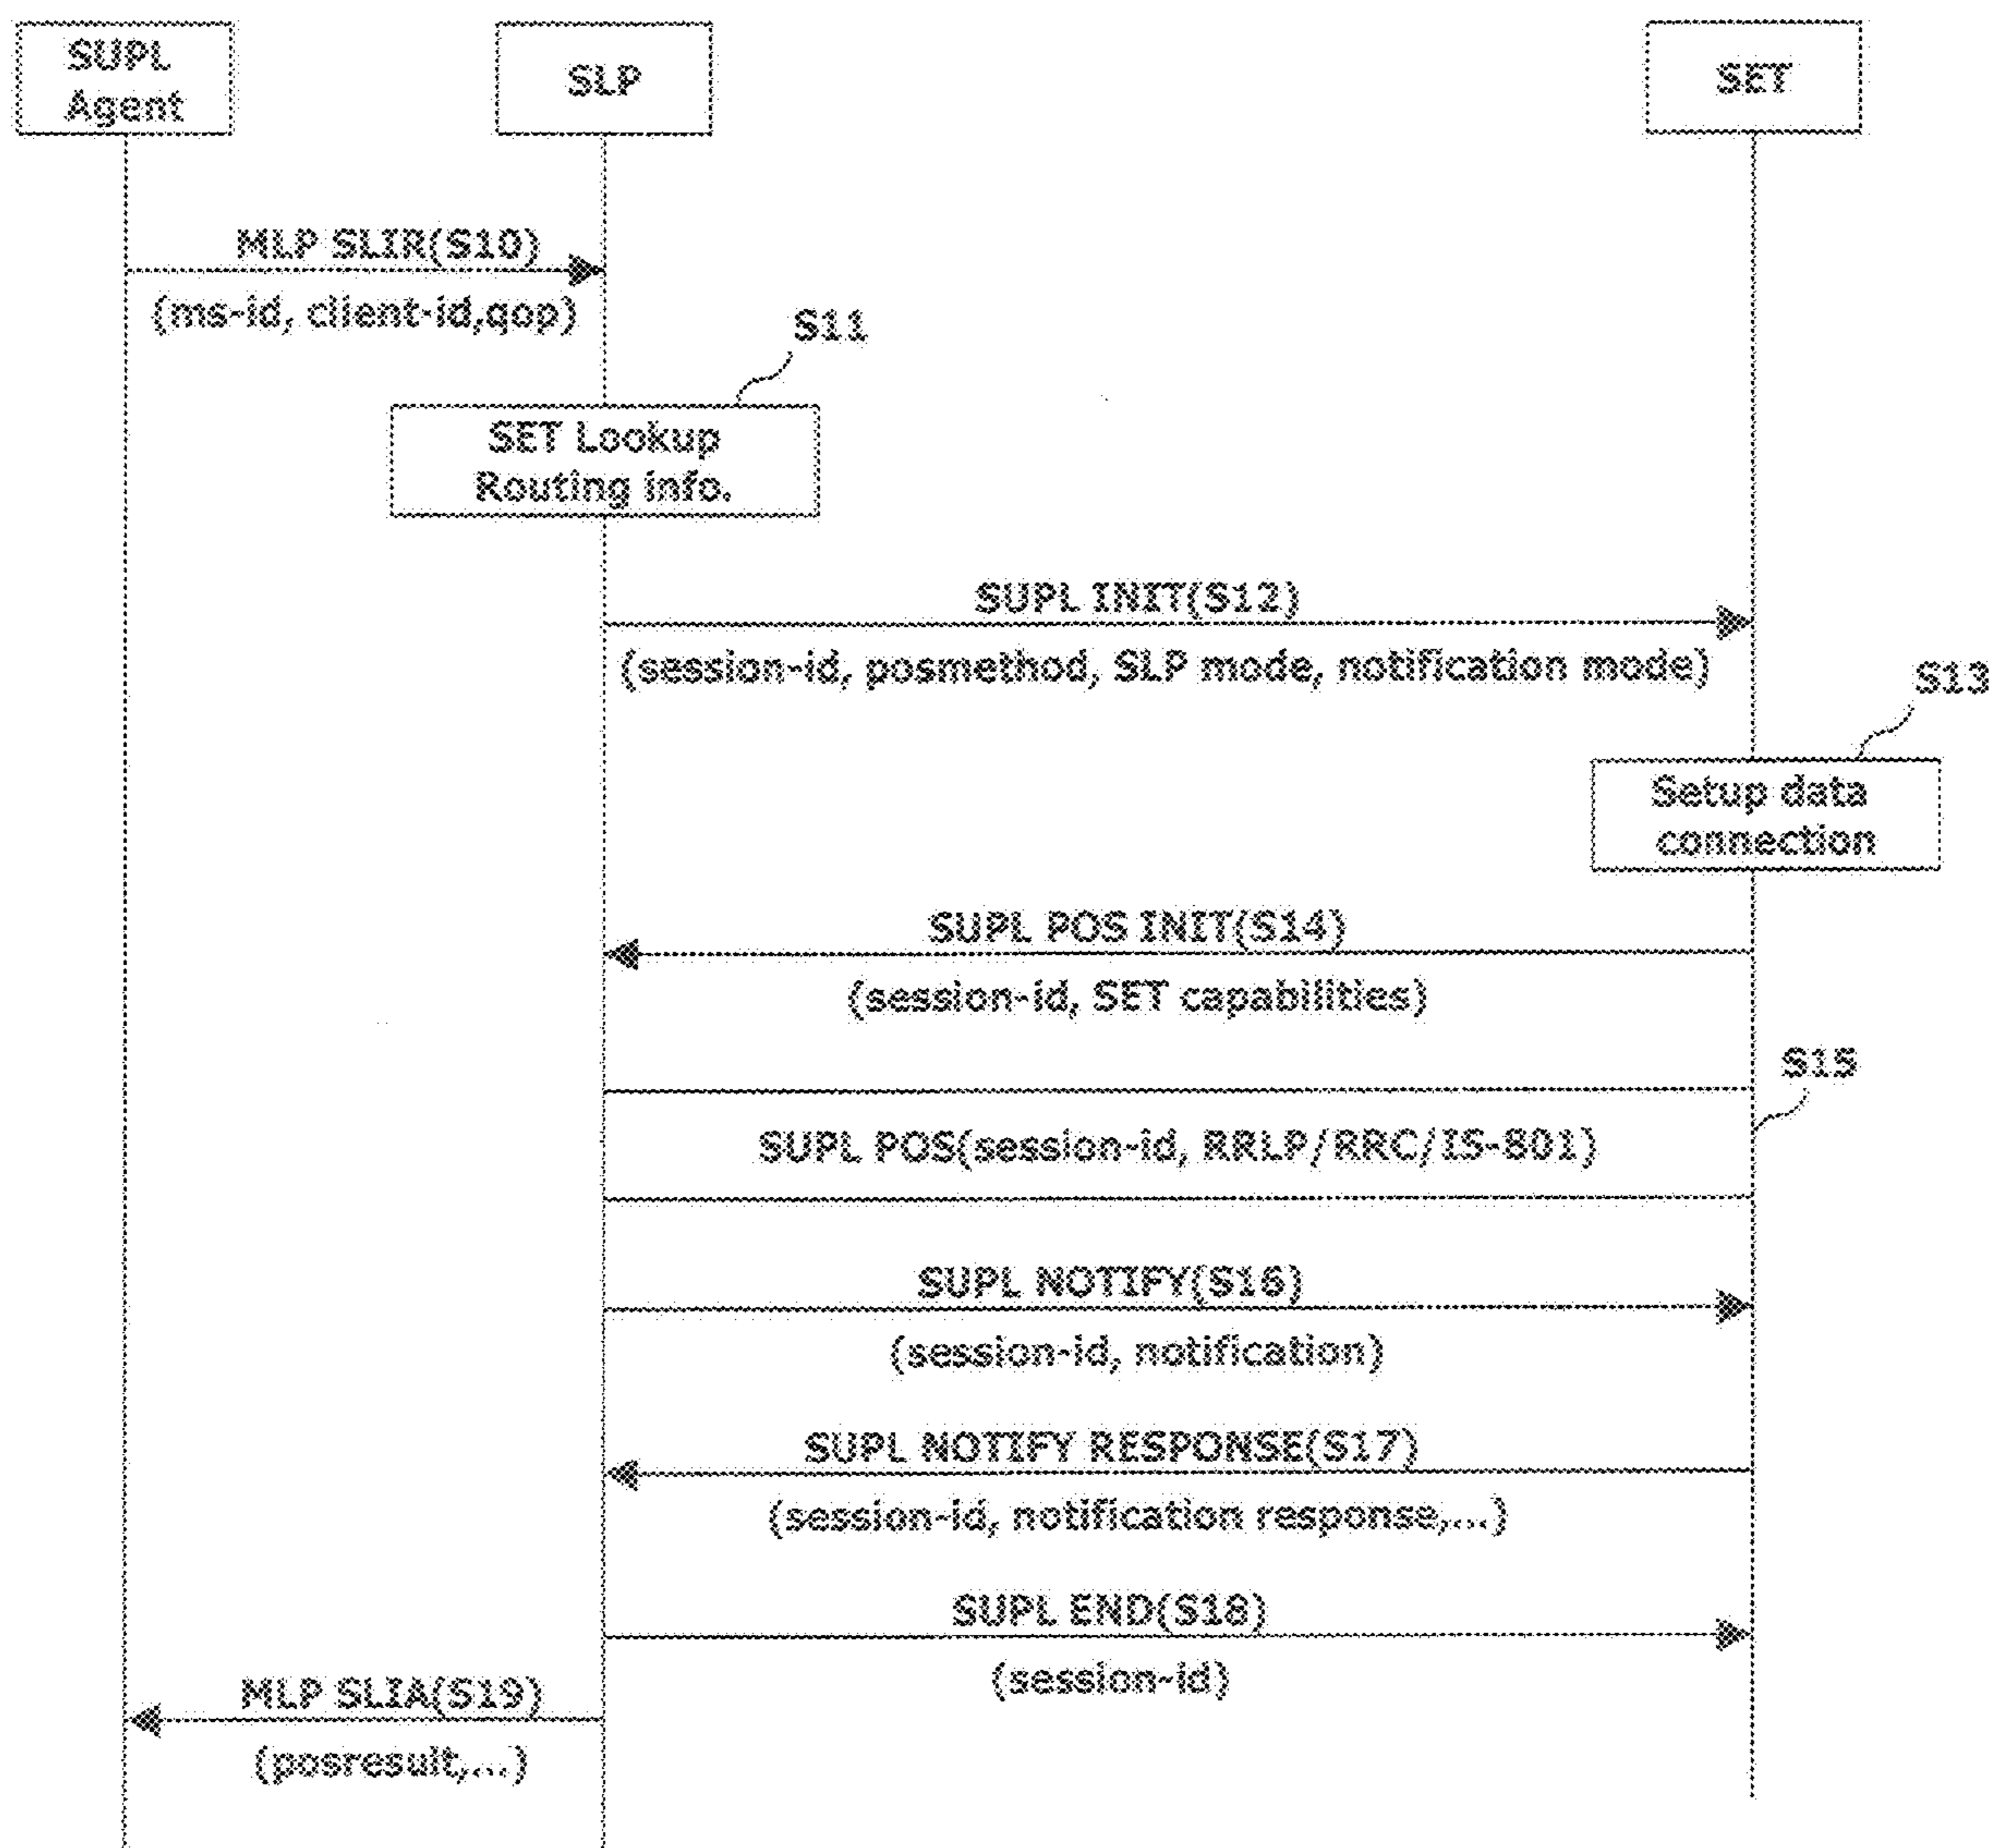 SUPL
Agent
SLP
SET
MLP SLIR(S10)
(ms-id, client-id,qop)
S11
SET Lookup
Routing info.
SUPL INIT(S12)
(session-id, posmethod, SLP mode, notification mode)
S13
Setup data
connection
SUPL POS INIT(S14)
(session-id, SET capabilities)
S15
SUPL POS(session-id, RRLP/RRC/IS-801)
SUPL NOTIFY(S16)
(session-id, notification)
SUPL NOTIFY RESPONSE(S17)
(session-id, notification response,...)
SUPL END(S18)
(session-id)
MLP SLIA(S19)
(posresult,...)